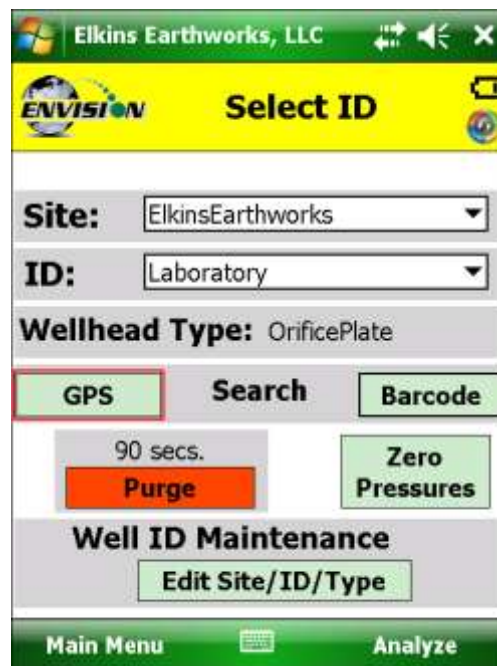 Elkins Earthworks, LLC
ENVISION
Select ID
Site: ElkinsEarthworks
ID: Laboratory
Wellhead Type: OrificePlate
GPS Search Barcode
90 secs.
Purge
Zero
Pressures
Well ID Maintenance
Edit Site/ID/Type
Main Menu Analyze